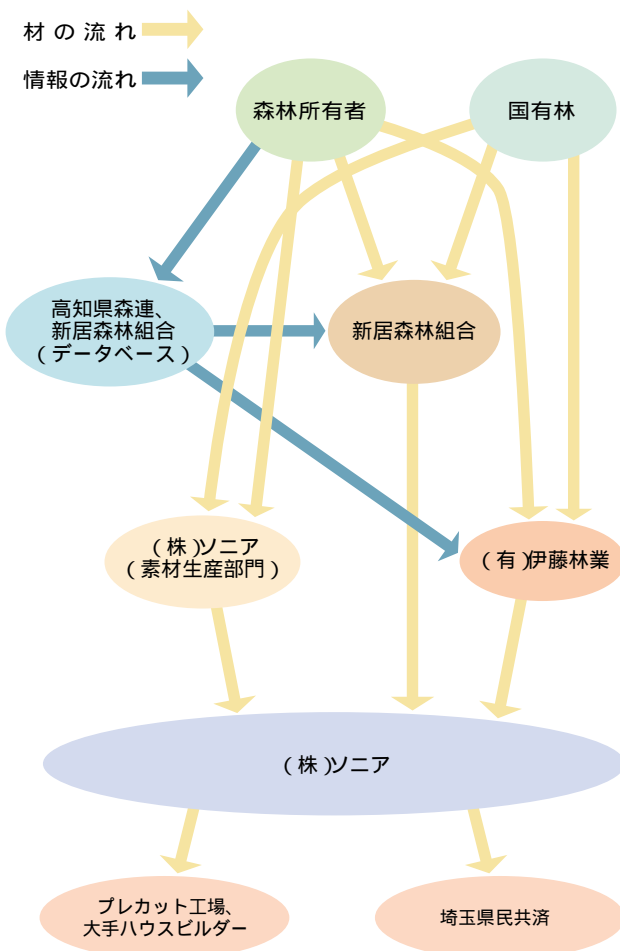 材の流れ
情報の流れ
森林所有者
国有林
高知県森連、
新居森林組合
(データベース)
新居森林組合
(株)ソニア
(素材生産部門)
(有)伊藤林業
(株)ソニア
プレカット工場、
大手ハウスビルダー
埼玉県民共済